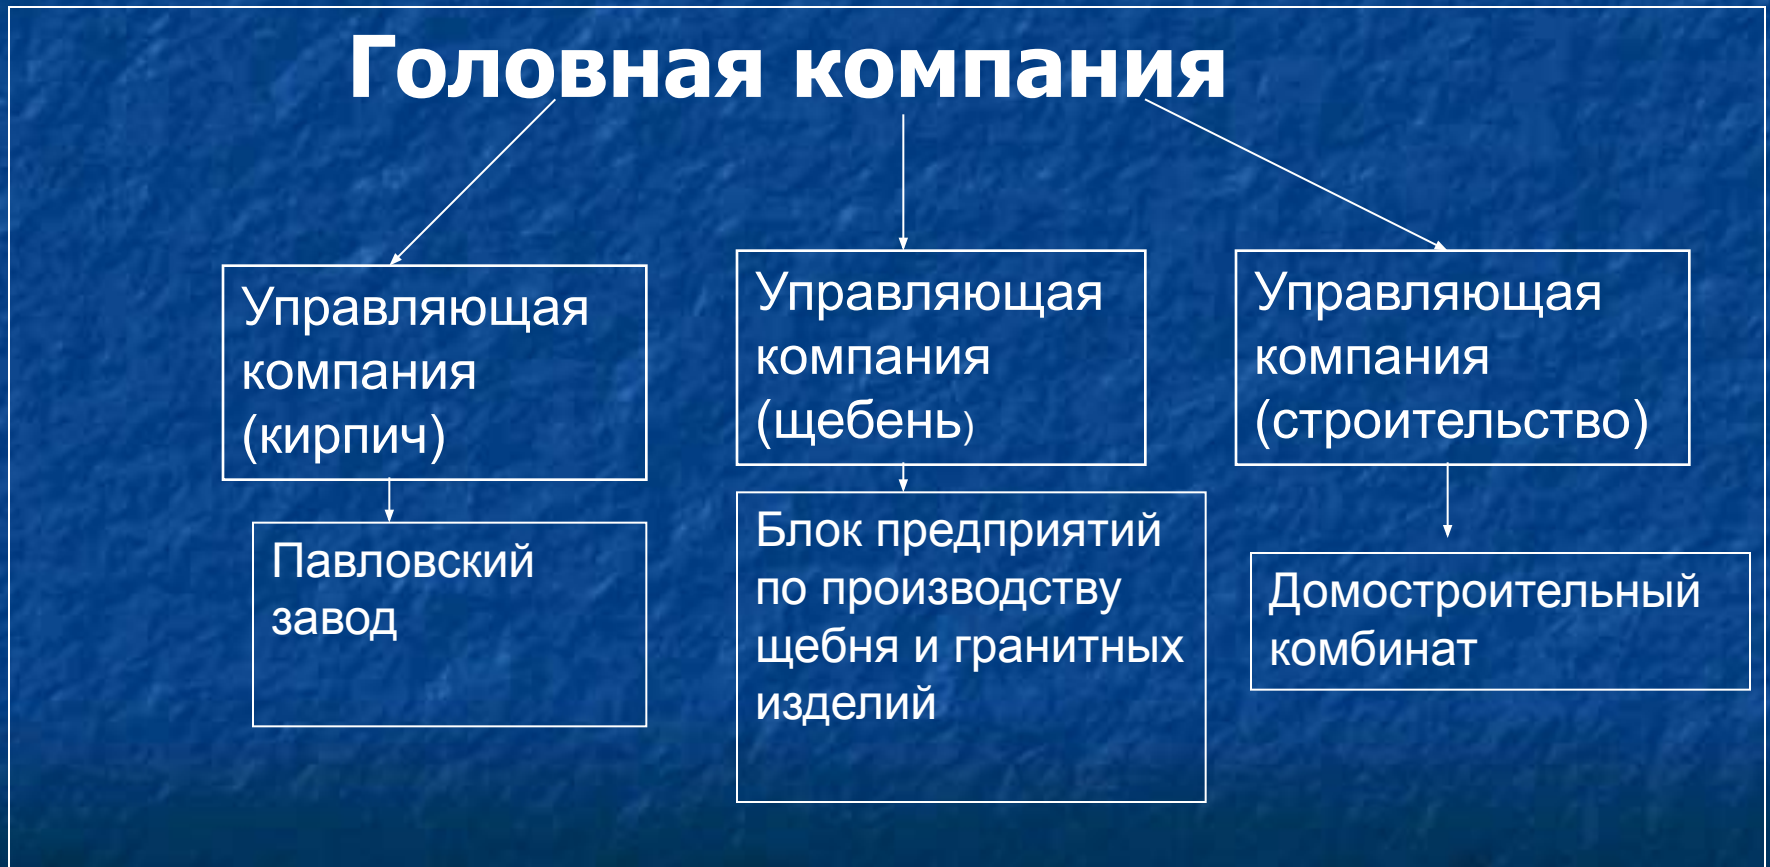 Головная компания
Управляющая
компания
(кирпич)
Управляющая
компания
(щебень)
Управляющая
компания
(строительство)
Павловский
завод
Блок предприятий
по производству
щебня и гранитных
изделий
Домостроительный
комбинат